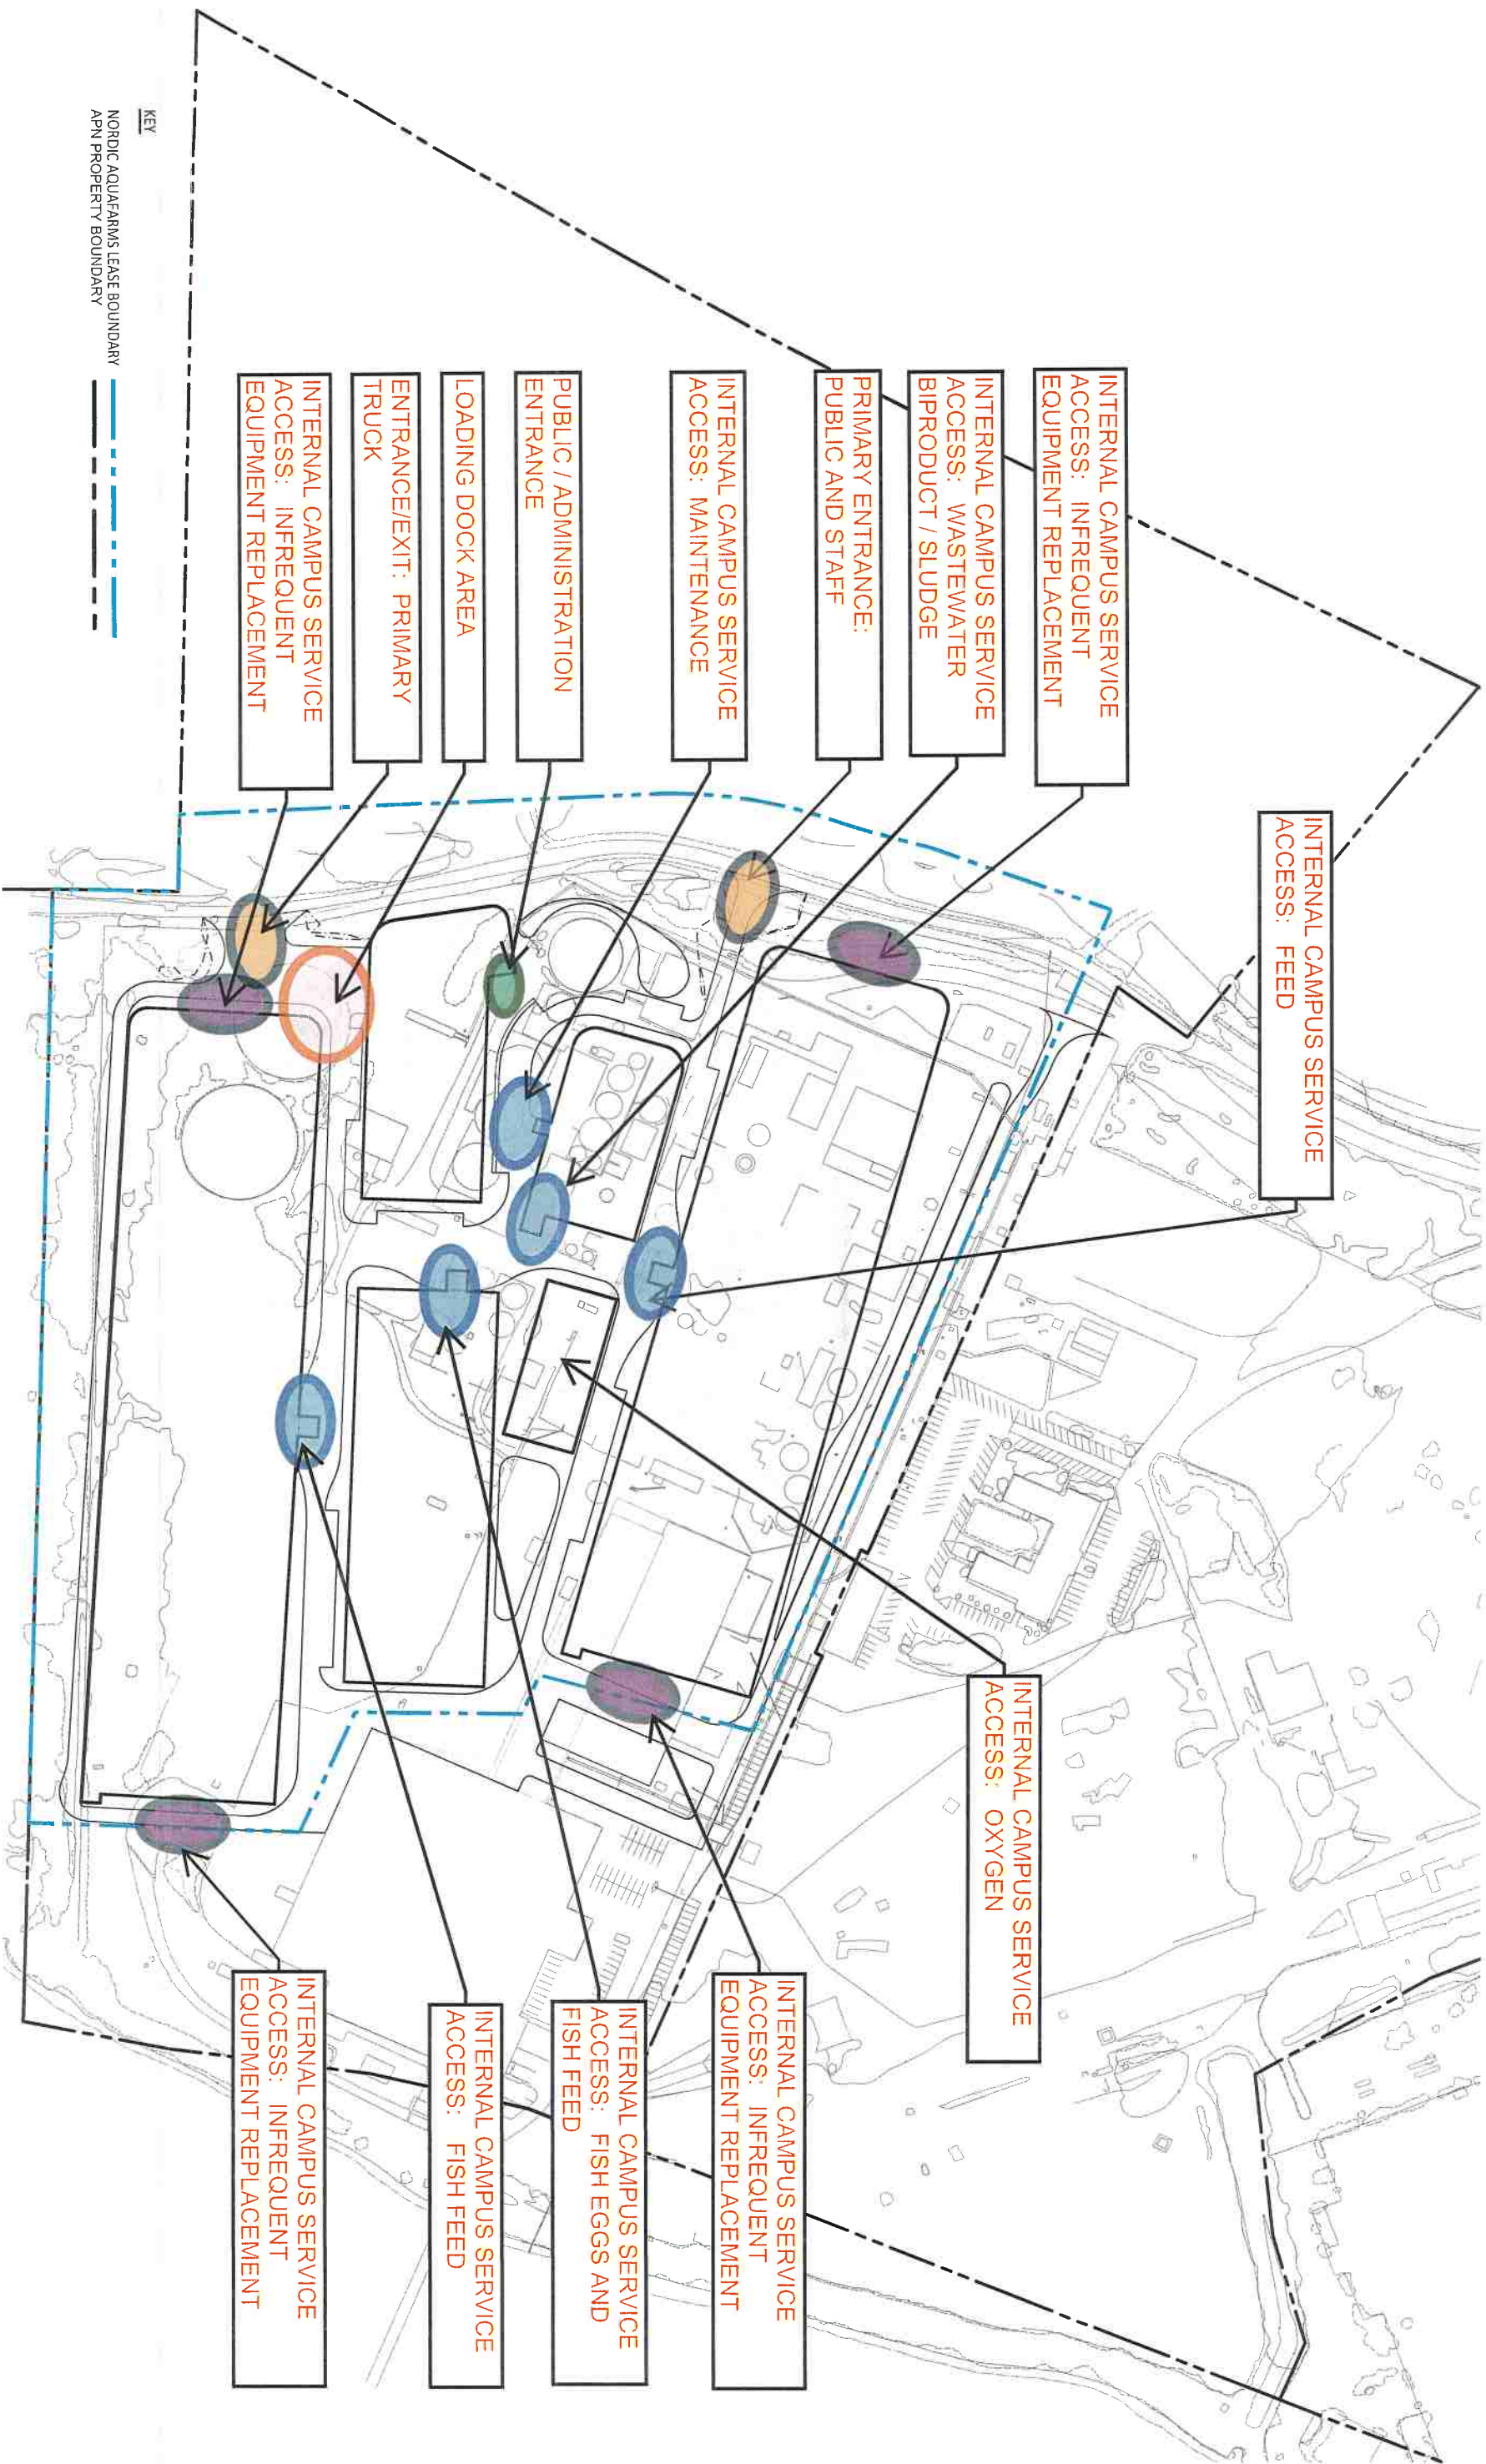 INTERNAL CAMPUS SERVICE
ACCESS: FEED
INTERNAL CAMPUS SERVICE
ACCESS: INFREQUENT
EQUIPMENT REPLACEMENT
INTERNAL CAMPUS SERVICE
ACCESS: WASTEWATER
BIPRODUCT / SLUDGE
PRIMARY ENTRANCE:
PUBLIC AND STAFF
INTERNAL CAMPUS SERVICE
ACCESS: MAINTENANCE
PUBLIC / ADMINISTRATION
ENTRANCE
LOADING DOCK AREA
ENTRANCE/EXIT: PRIMARY
TRUCK
INTERNAL CAMPUS SERVICE
ACCESS: INFREQUENT
EQUIPMENT REPLACEMENT
INTERNAL CAMPUS SERVICE
ACCESS: OXYGEN
INTERNAL CAMPUS SERVICE
ACCESS: INFREQUENT
EQUIPMENT REPLACEMENT
INTERNAL CAMPUS SERVICE
ACCESS: FISH EGGS AND
FISH FEED
INTERNAL CAMPUS SERVICE
ACCESS: FISH FEED
INTERNAL CAMPUS SERVICE
ACCESS: INFREQUENT
EQUIPMENT REPLACEMENT
KEY
NORDIC AQUAFARMS LEASE BOUNDARY
APN PROPERTY BOUNDARY